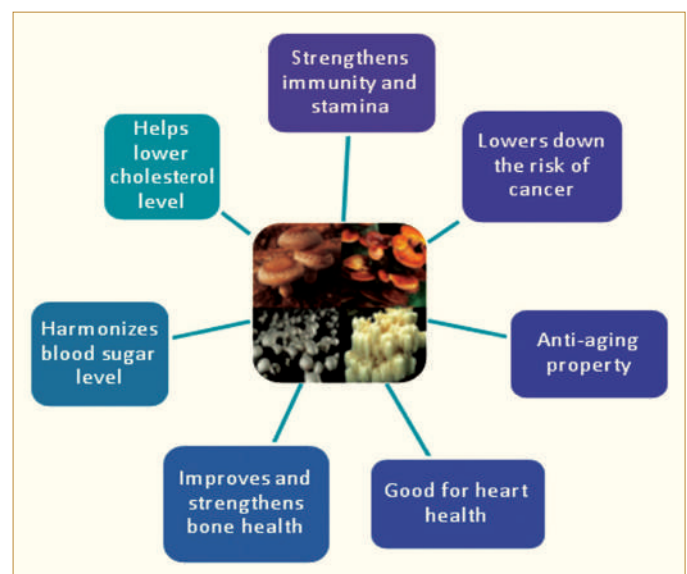 Strengthens
immunity and
stamina
Lowers down
the risk of
cancer
Anti-aging
property
Good for heart
health
Improves and
strengthens
bone health
Harmonizes
blood sugar
level
Helps
lower
cholesterol
level